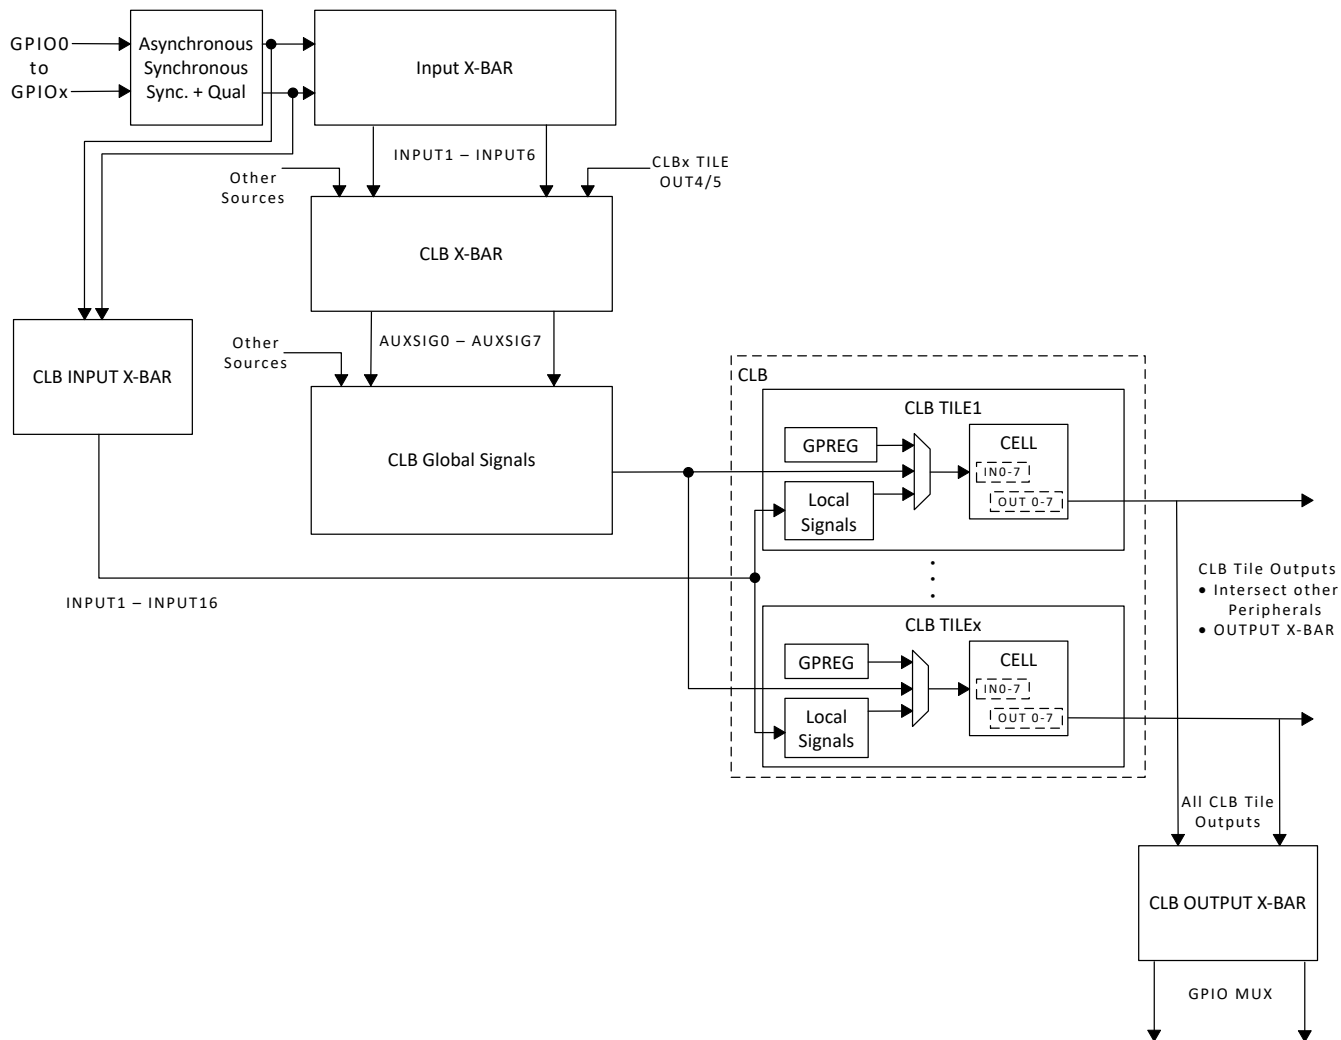 GPIO0
to
GPIOx
Asynchronous
Synchronous
Sync. + Qual
Input X-BAR
INPUT1 – INPUT6
Other
Sources
CLBx TILE
OUT4/5
CLB X-BAR
AUXSIG0 – AUXSIG7
Other
Sources
CLB INPUT X-BAR
CLB Global Signals
INPUT1 – INPUT16
CLB
CLB TILE1
GPREG
Local
Signals
CELL
IN0-7
OUT 0-7
CLB TILEx
GPREG
Local
Signals
CELL
IN0-7
OUT 0-7
CLB Tile Outputs
• Intersect other
Peripherals
• OUTPUT X-BAR
All CLB Tile
Outputs
CLB OUTPUT X-BAR
GPIO MUX